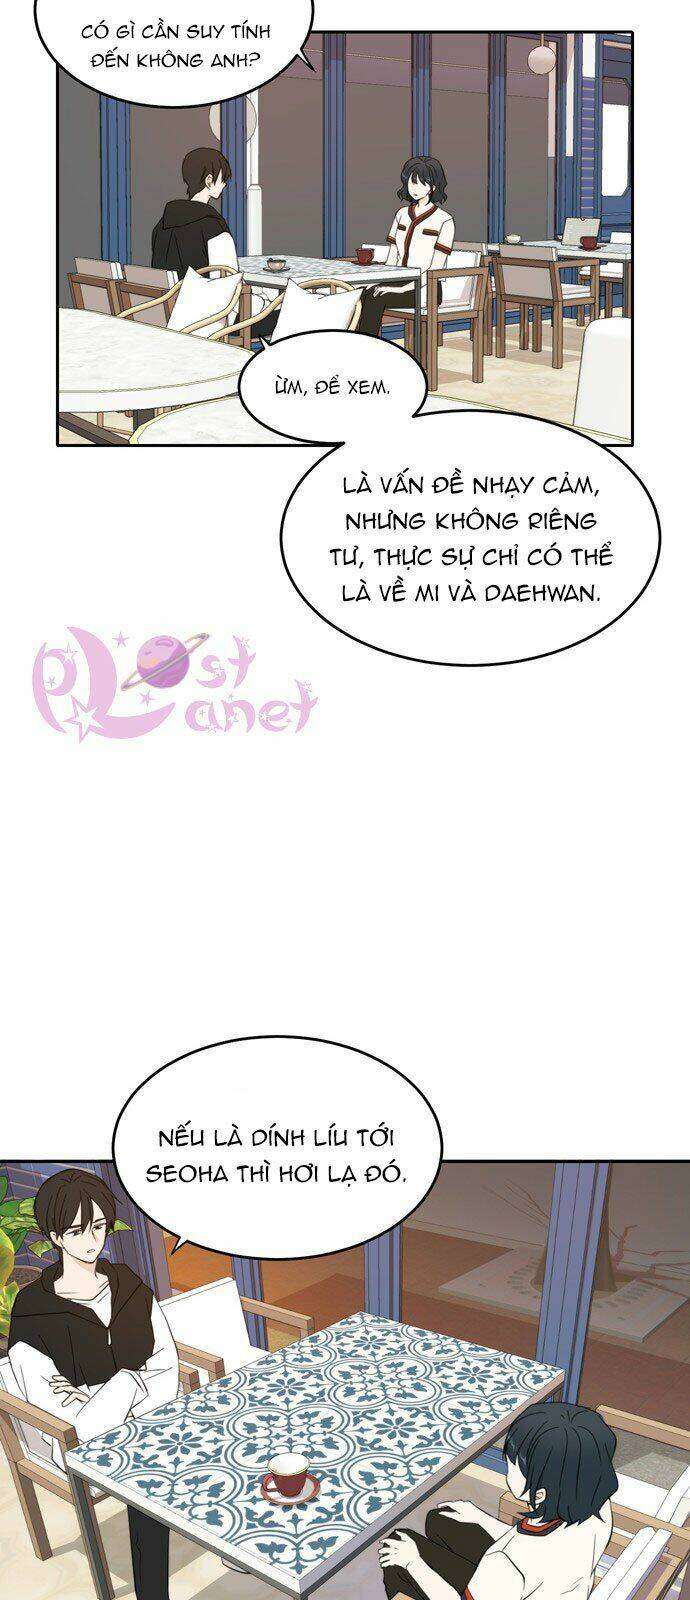 CÓ GÌ CẦN SUY TÍNH
ĐẾN KHÔNG ANH?
ỪM, ĐỂ XEM.
LÀ VẤN ĐỀ NHẠY CẢM,
NHƯNG KHÔNG RIÊNG
TƯ, THỰC SỰ CHỈ CÓ THỂ
LÀ VỀ MI VÀ DAEHWAN.
Lost
Planet
NẾU LÀ DÍNH LÍU TỚI
SEOHA THÌ HƠI LẠ ĐÓ.